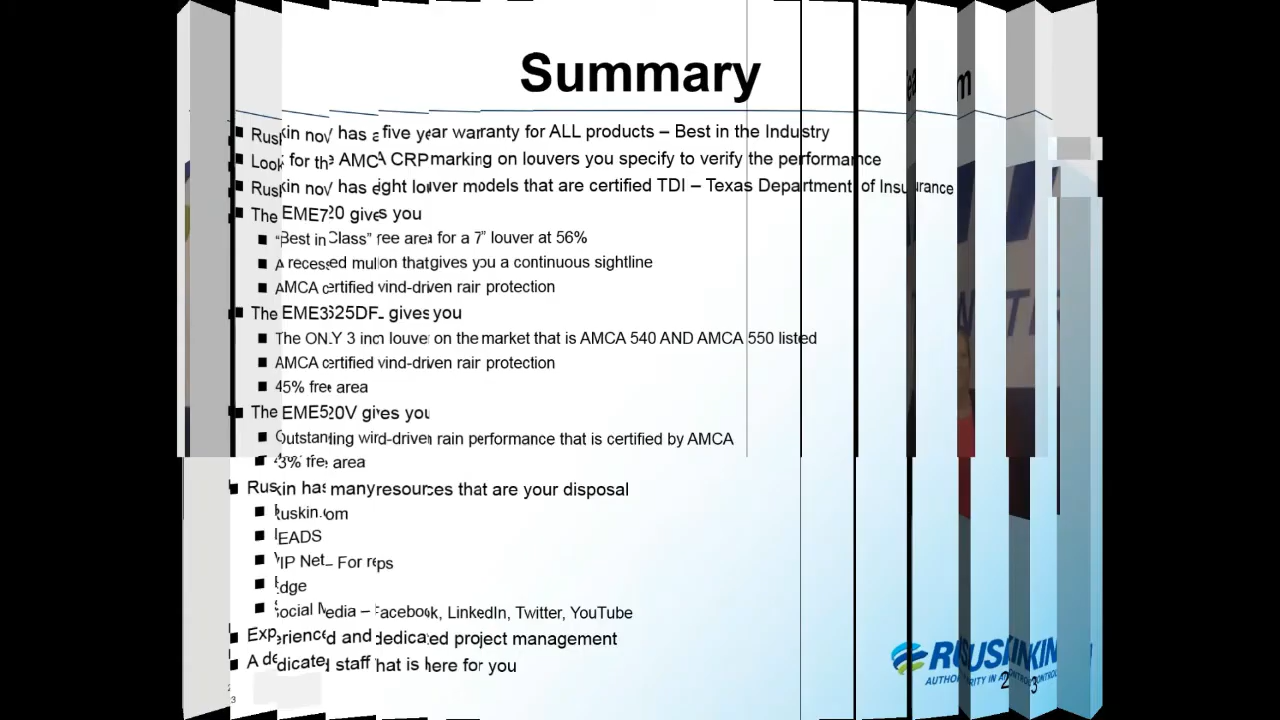 Summary
Ruskin now has a five year warranty for ALL products – Best in the Industry
Look for the AMCA CRP marking on louvers you specify to verify the performance
Ruskin now has eight louver models that are certified TDI – Texas Department of Insurance
The EME720 gives you
“Best in Class” free area for a 7” louver at 56%
A recessed mullion that gives you a continuous sightline
AMCA certified wind-driven rain protection
The EME3625DFL gives you
The ONLY 3 inch louver on the market that is AMCA 540 AND AMCA 550 listed
AMCA certified wind-driven rain protection
45% free area
The EME520V gives you
Outstanding wind-driven rain performance that is certified by AMCA
43% free area
Ruskin has many resources that are your disposal
Ruskin.com
LEADS
VIP Net – For reps
Edge
Social Media – Facebook, LinkedIn, Twitter, YouTube
Experienced and dedicated project management
A dedicated staff that is here for you
RUSKIN